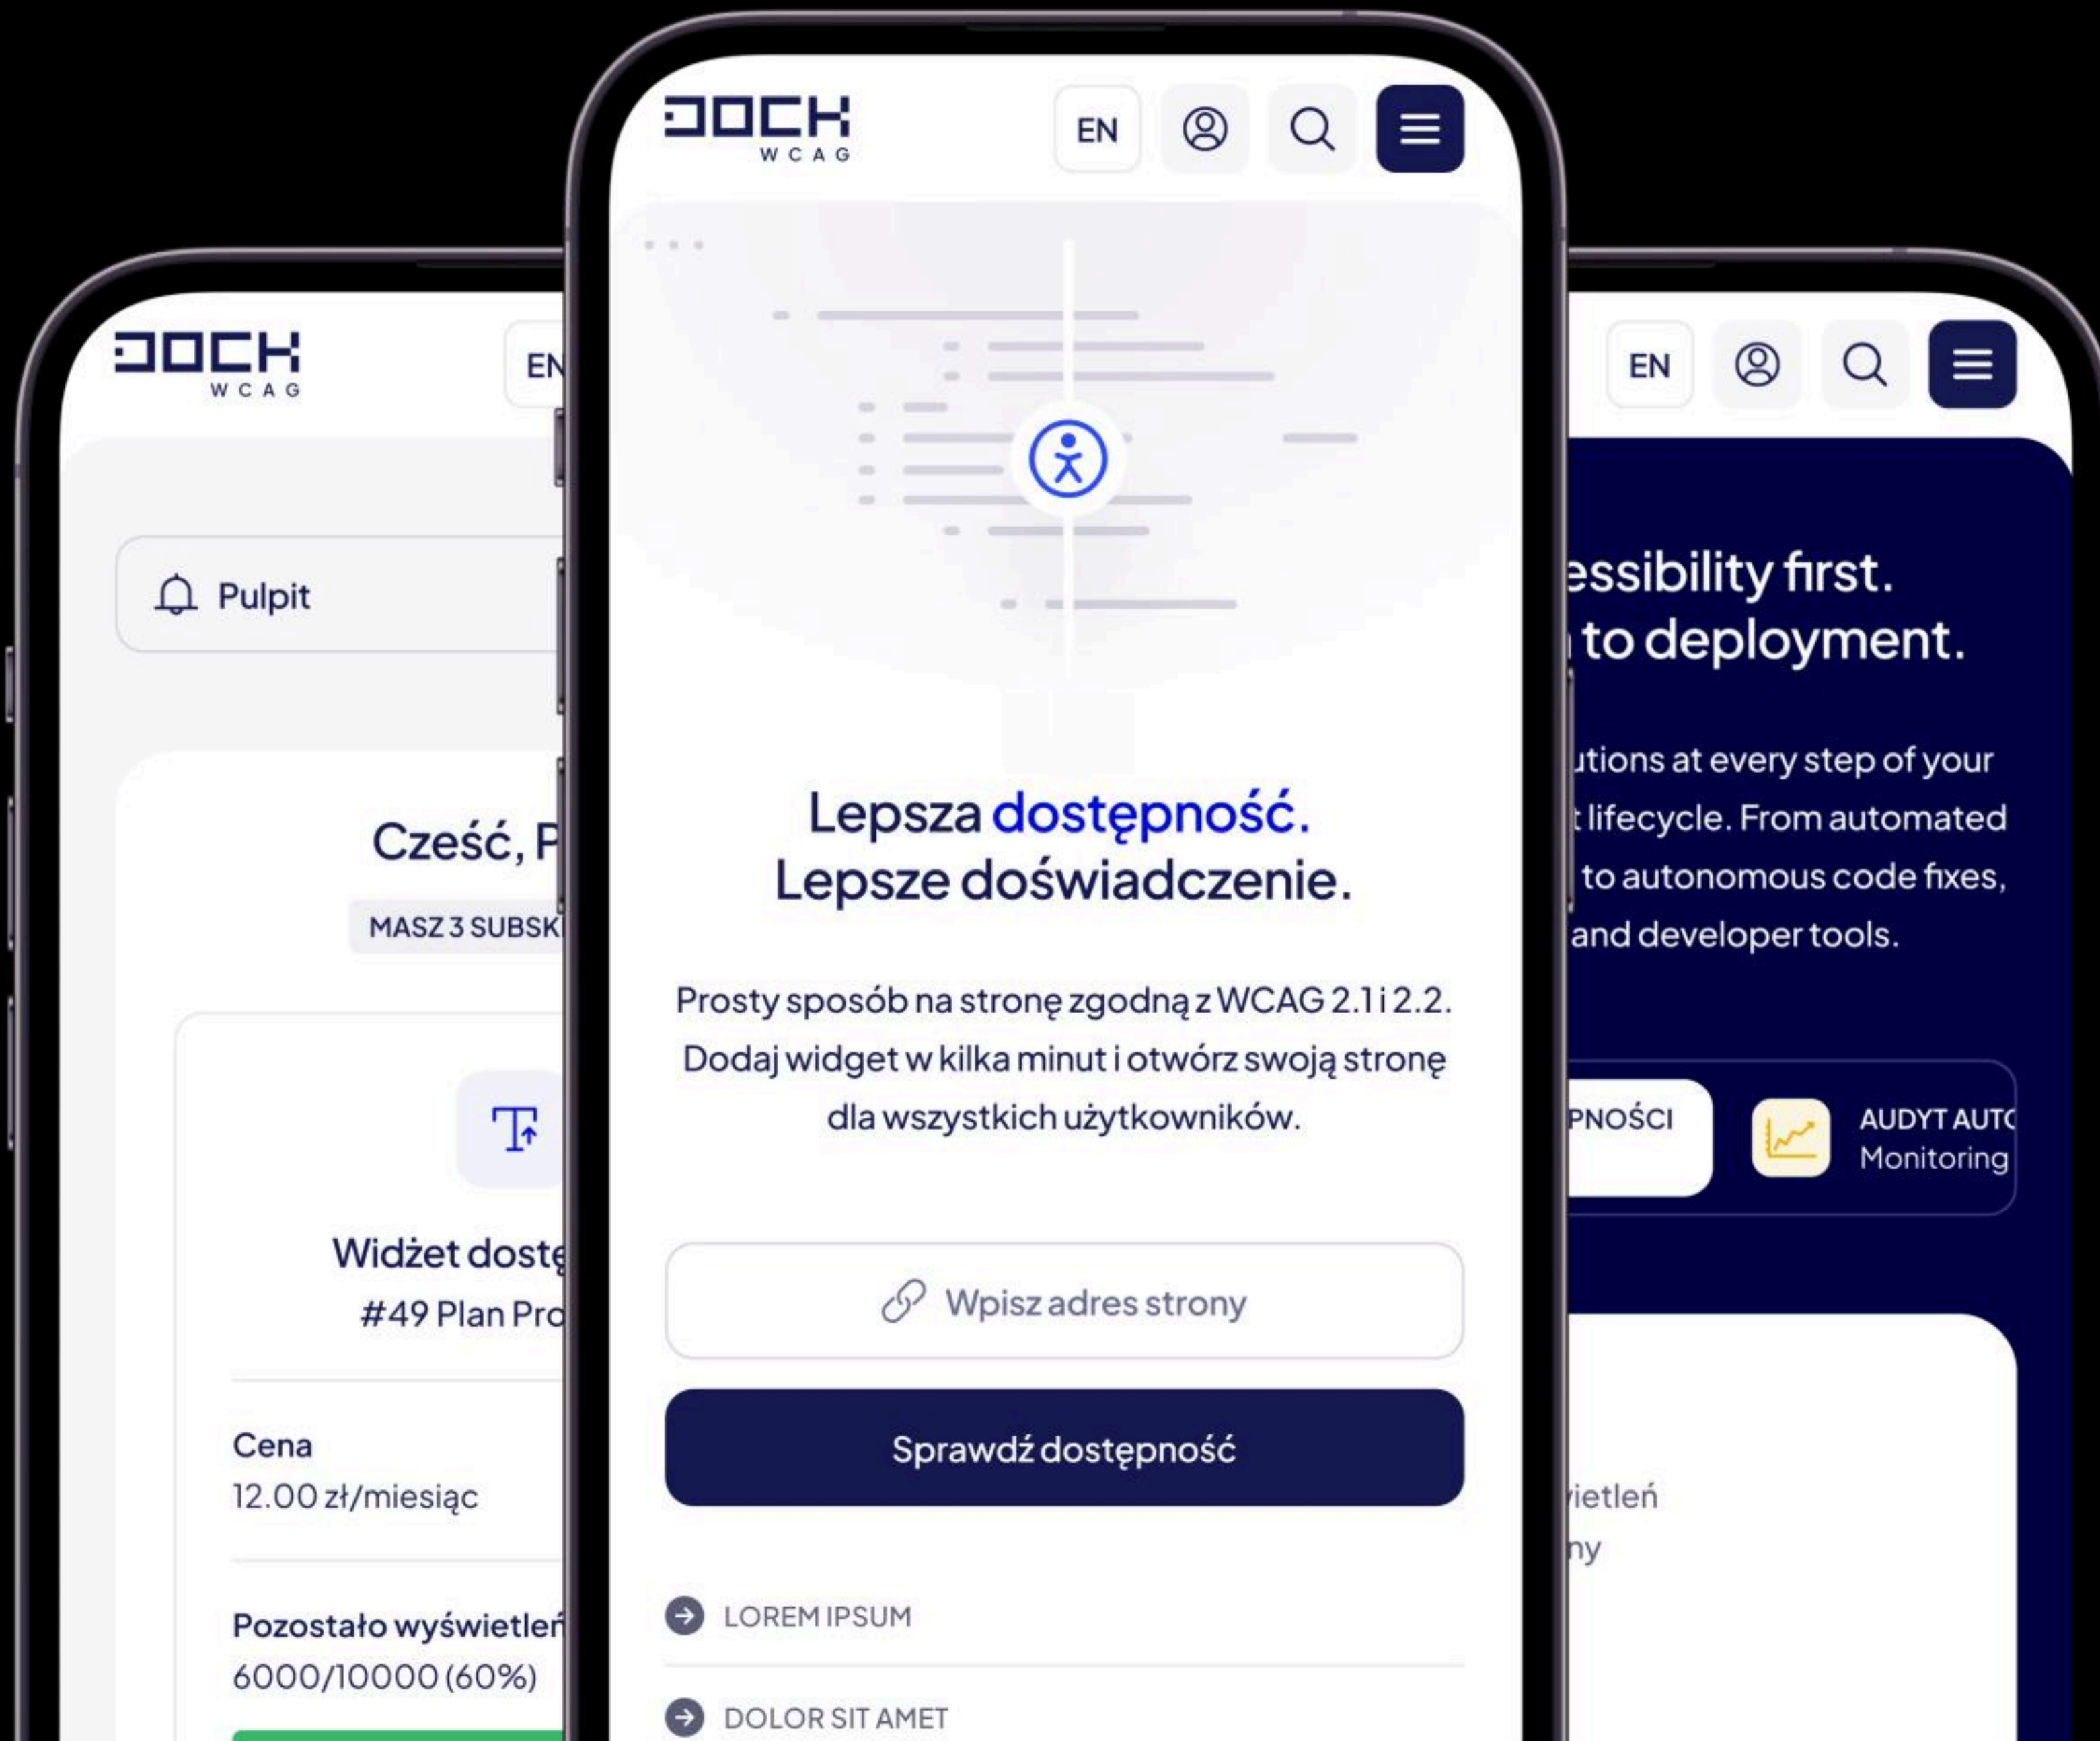 DOCK
WCAG
EN
Pulpit
Cześć, P
MASZ 3 SUBSK
Widżet dostę
#49 Plan Pro
Cena
12.00 zł/miesiąc
Pozostało wyświetleń
6000/10000 (60%)
DOCK
WCAG
EN
Lepsza dostępność.
Lepsze doświadczenie.
Prosty sposób na stronę zgodną z WCAG 2.1 i 2.2.
Dodaj widget w kilka minut i otwórz swoją stronę
dla wszystkich użytkowników.
Wpisz adres strony
Sprawdź dostępność
LOREM IPSUM
DOLOR SIT AMET
EN
essibility first.
to deployment.
utions at every step of your
t lifecycle. From automated
to autonomous code fixes,
and developer tools.
PNOŚCI
AUDYT AUTO
Monitoring
ietleń
ny